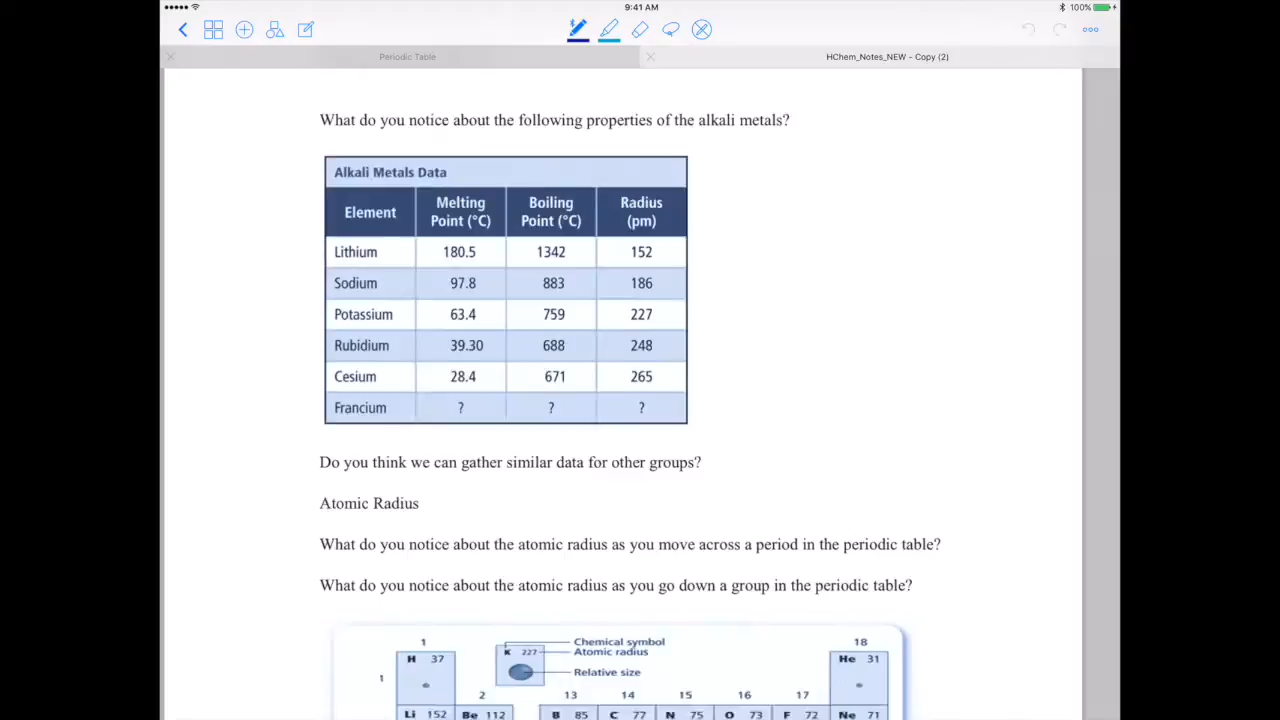 9:41 AM
100%
Periodic Table
HChem_Notes_NEW - Copy (2)
What do you notice about the following properties of the alkali metals?
Alkali Metals Data
Element Melting Point (°C) Boiling Point (°C) Radius (pm)
Lithium 180.5 1342 152
Sodium 97.8 883 186
Potassium 63.4 759 227
Rubidium 39.30 688 248
Cesium 28.4 671 265
Francium ? ? ?
Do you think we can gather similar data for other groups?
Atomic Radius
What do you notice about the atomic radius as you move across a period in the periodic table?
What do you notice about the atomic radius as you go down a group in the periodic table?
1 18
Chemical symbol
K 227 Atomic radius
H 37 He 31
Relative size
1
2 13 14 15 16 17
Li 152 Be 112 B 85 C 77 N 75 O 73 F 72 Ne 71